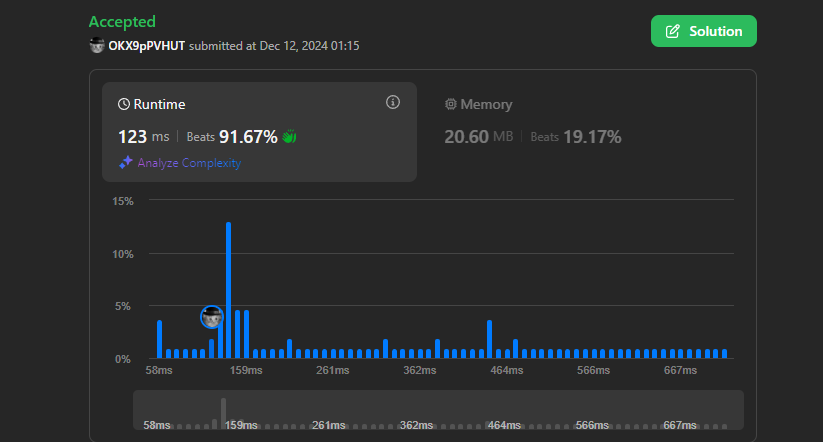 Accepted
OKX9pPVHUT submitted at Dec 12, 2024 01:15
Solution
Runtime
123 ms | Beats 91.67%
Analyze Complexity
Memory
20.60 MB | Beats 19.17%
15%
10%
5%
0%
58ms 159ms 261ms 362ms 464ms 566ms 667ms
58ms 159ms 261ms 362ms 464ms 566ms 667ms